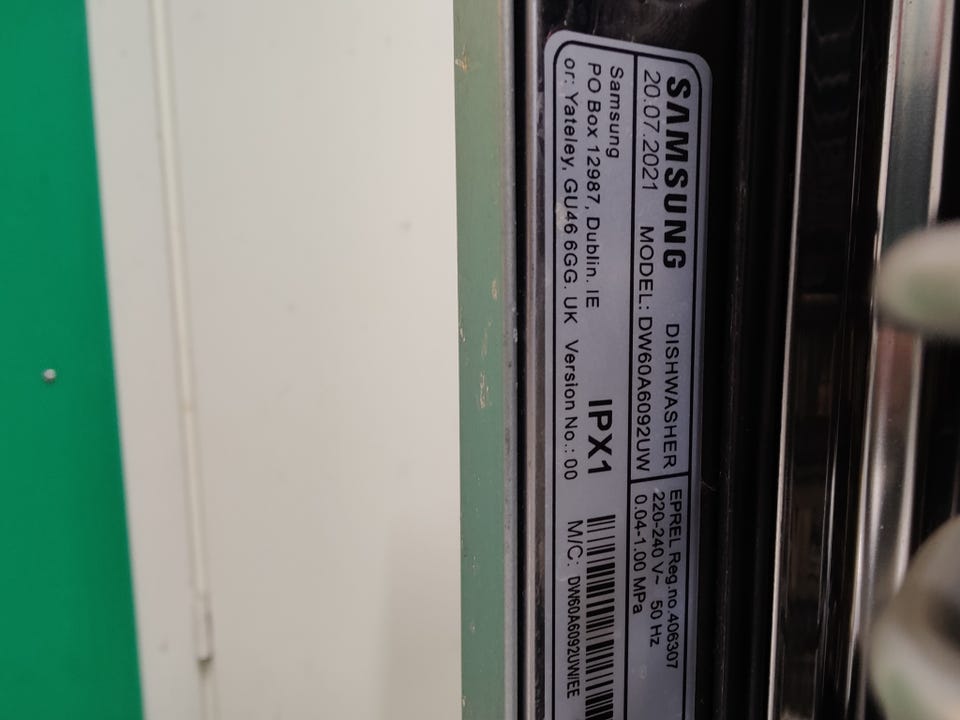 SAMSUNG DISHWASHER
20.07.2021 MODEL: DW60A6092UW
EPREL Reg.no.406307
220-240 V~ 50 Hz
0.04-1.00 MPa
Samsung
PO Box 12987, Dublin. IE
or: Yateley, GU46 6GG. UK Version No.: 00
IPX1
M/C: DW60A6092UW/EE